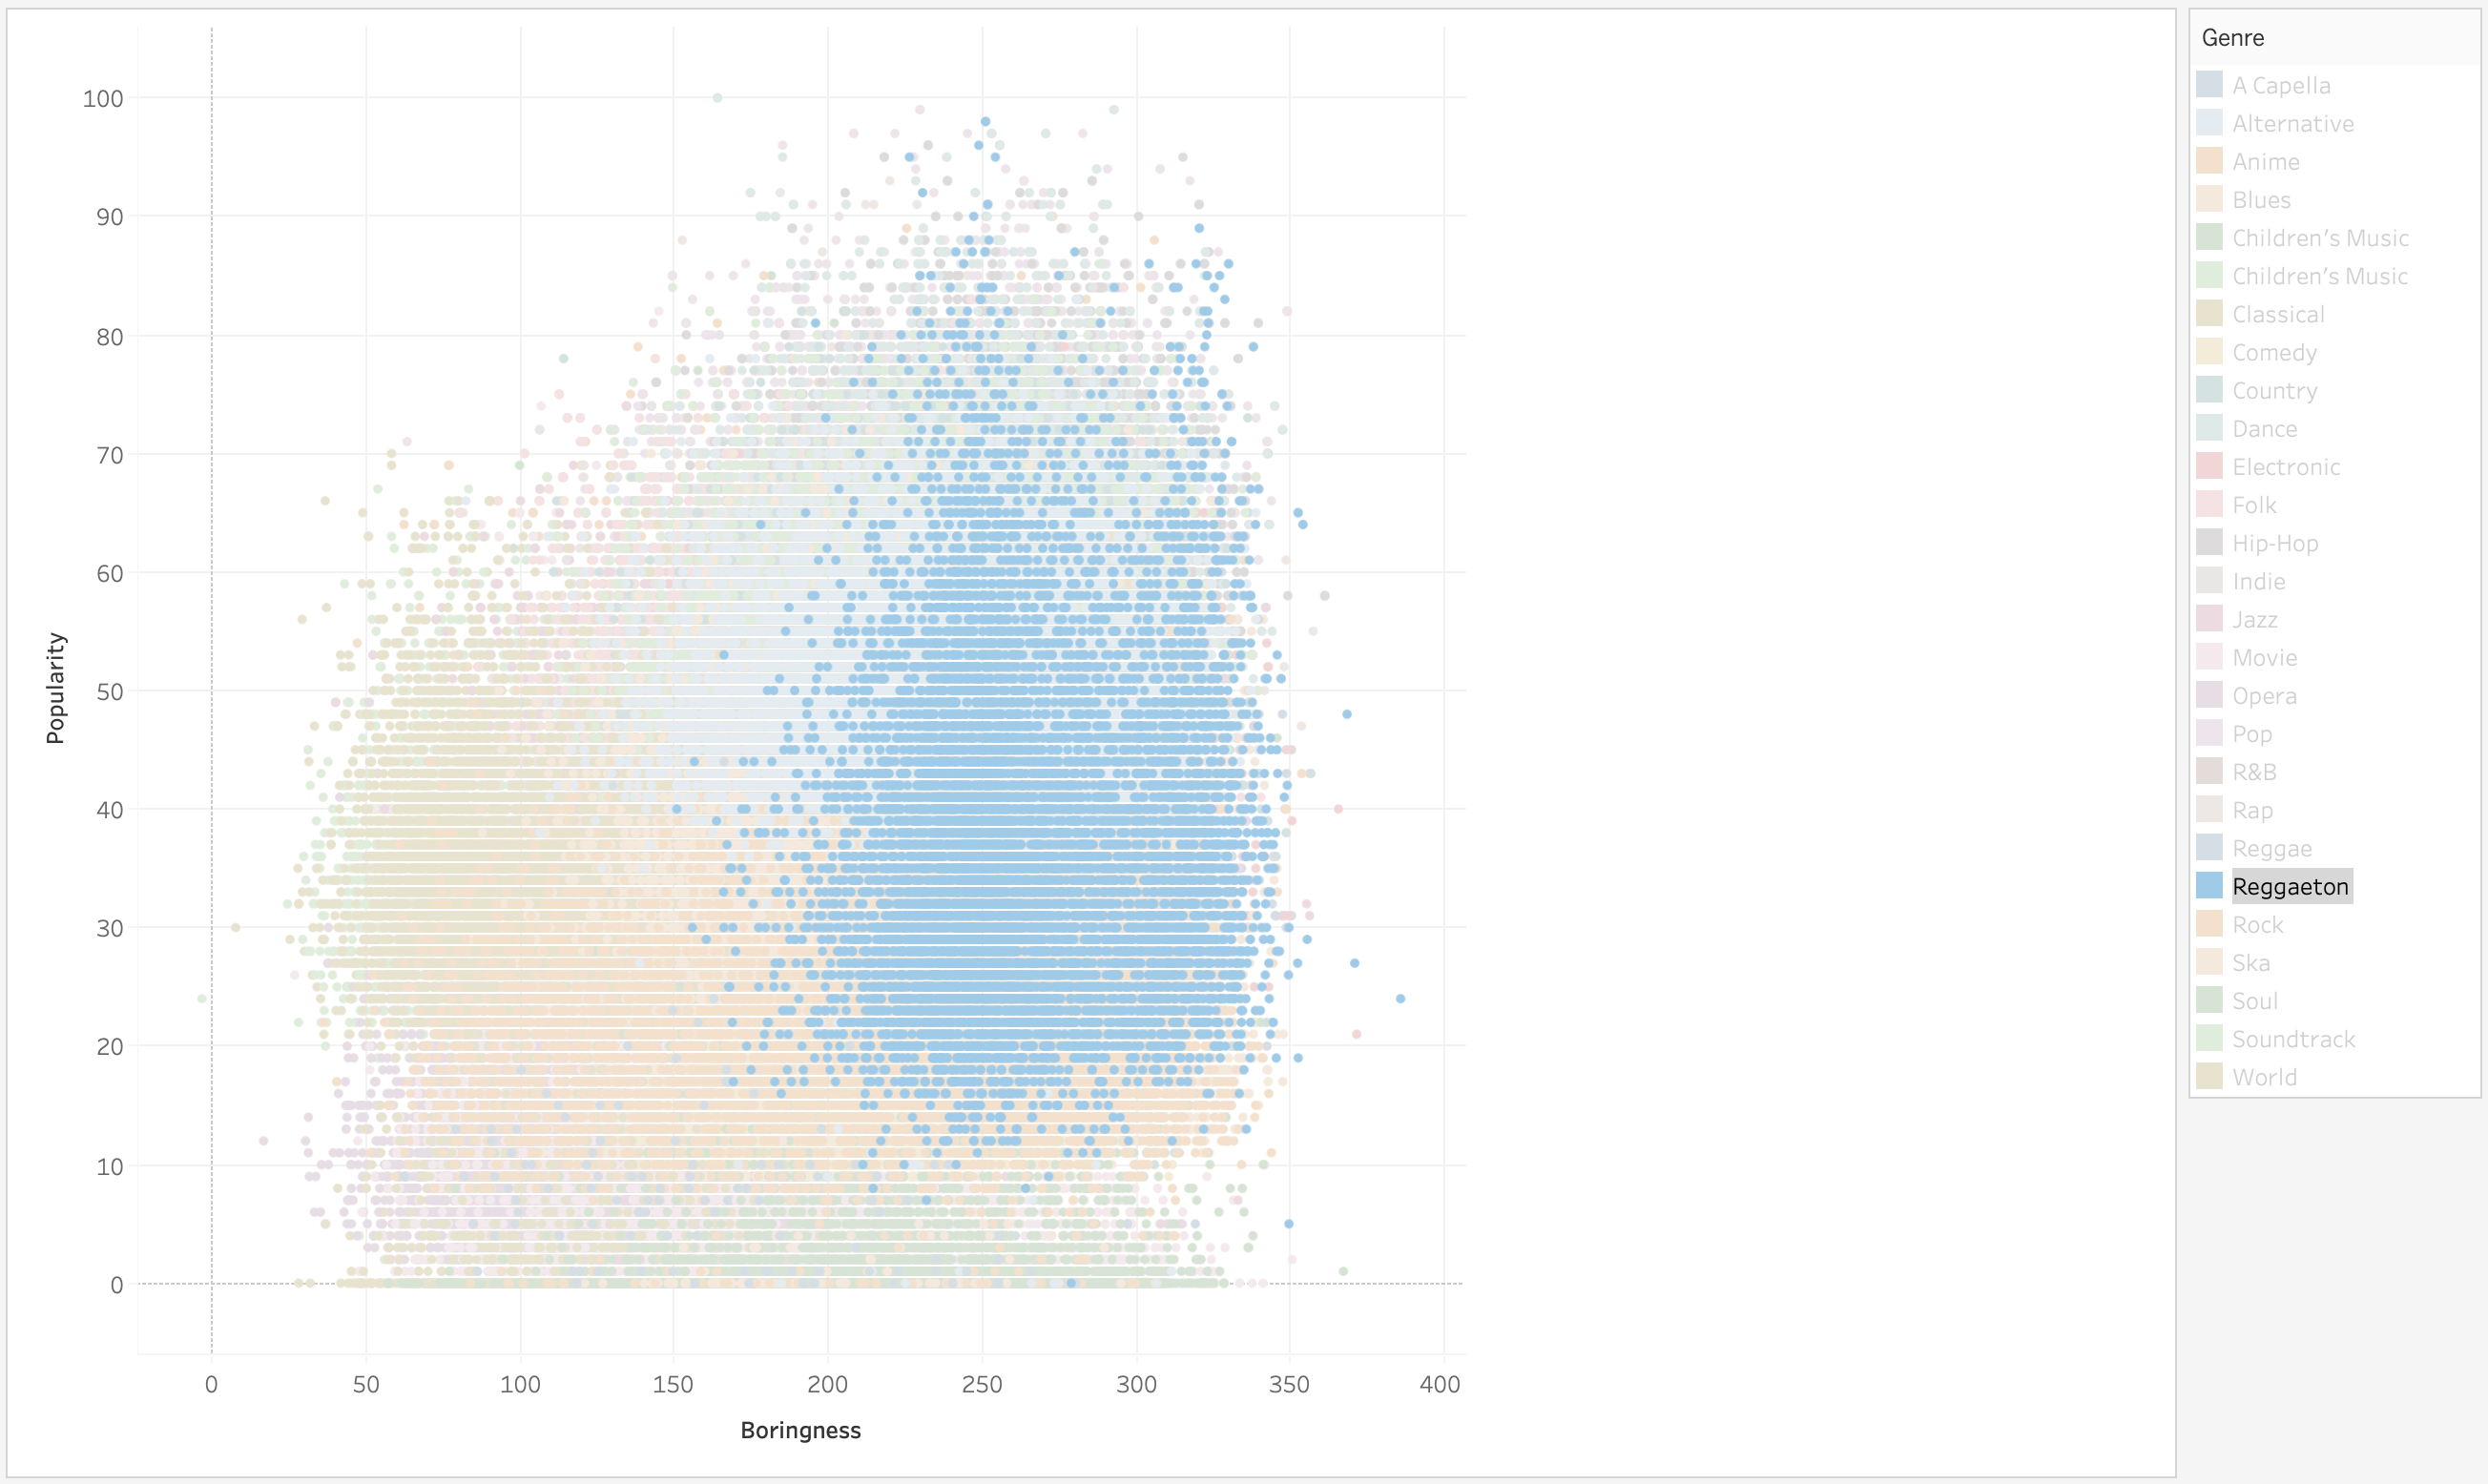 Genre
A Capella
Alternative
Anime
Blues
Children's Music
Children’s Music
Classical
Comedy
Country
Dance
Electronic
Folk
Hip-Hop
Indie
Jazz
Movie
Opera
Pop
R&B
Rap
Reggae
Reggaeton
Rock
Ska
Soul
Soundtrack
World
Popularity
100
90
80
70
60
50
40
30
20
10
0
0 50 100 150 200 250 300 350 400
Boringness